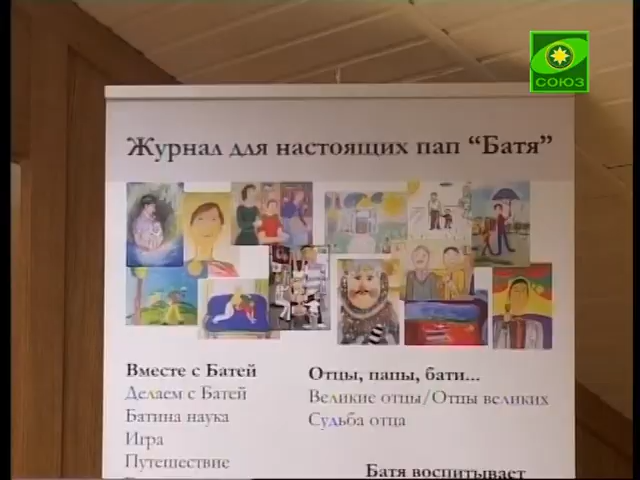 СОЮЗ
Журнал для настоящих пап “Батя”
Вместе с Батей
Делаем с Батей
Батина наука
Игра
Путешествие
Отцы, папы, бати...
Великие отцы/Отцы великих
Судьба отца
Батя воспитывает